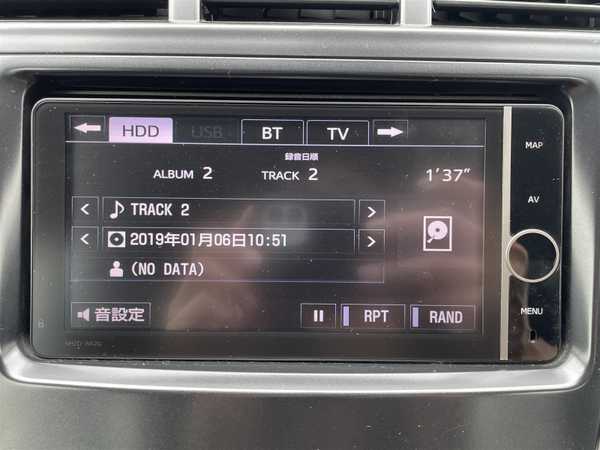 HDD USB BT TV
録音日順
ALBUM 2 TRACK 2 1'37"
TRACK 2
2019年01月06日10:51
(NO DATA)
音設定 RPT RAND
MAP
AV
MENU